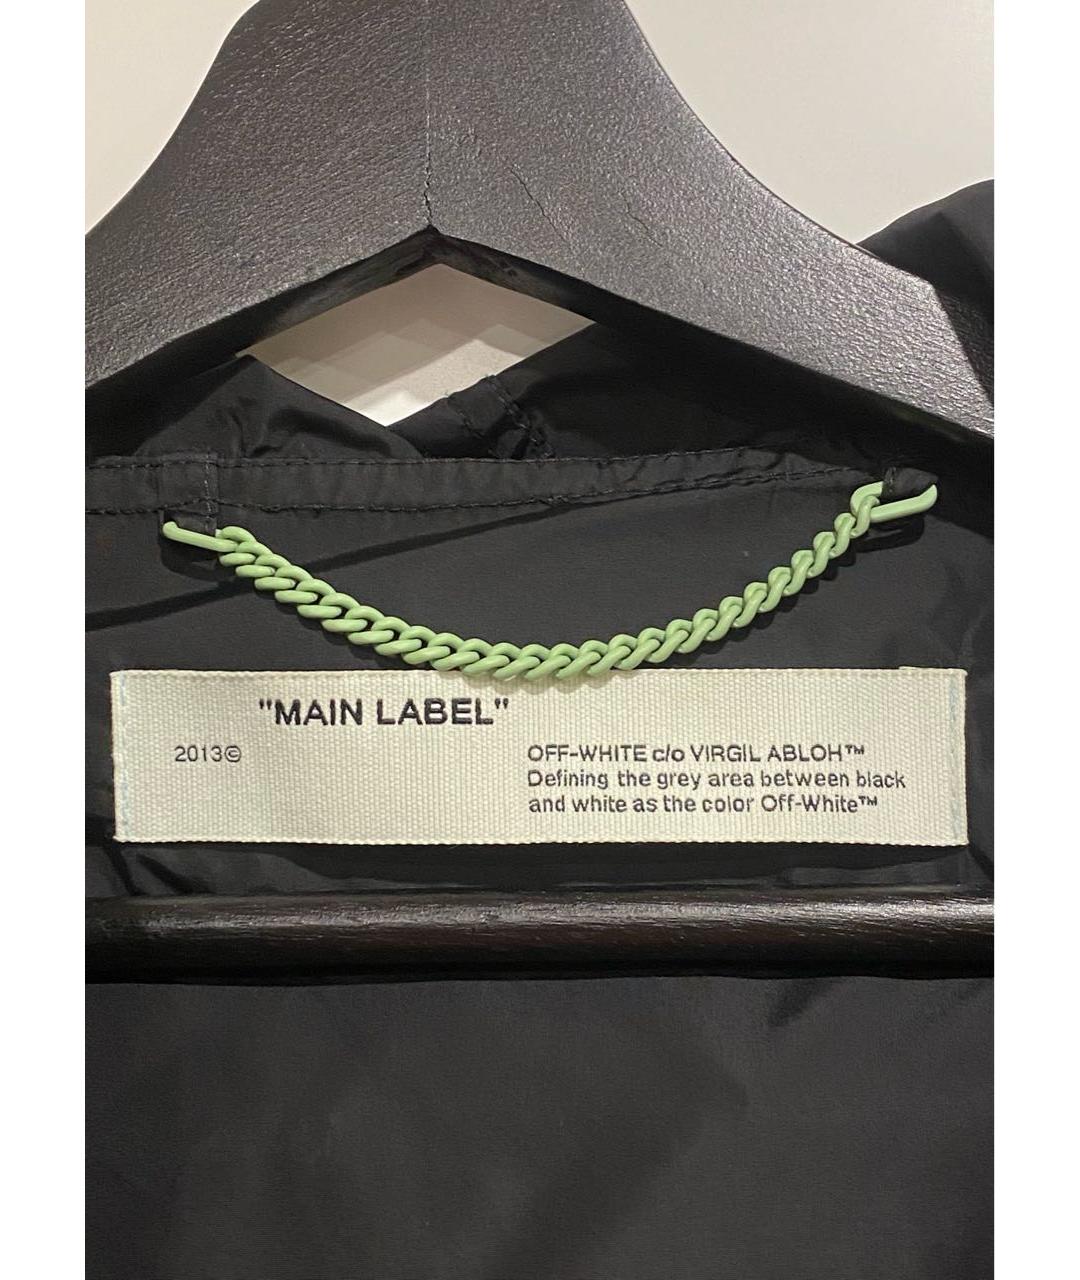 "MAIN LABEL"
2013©
OFF-WHITE c/o VIRGIL ABLOH™
Defining the grey area between black
and white as the color Off-White™